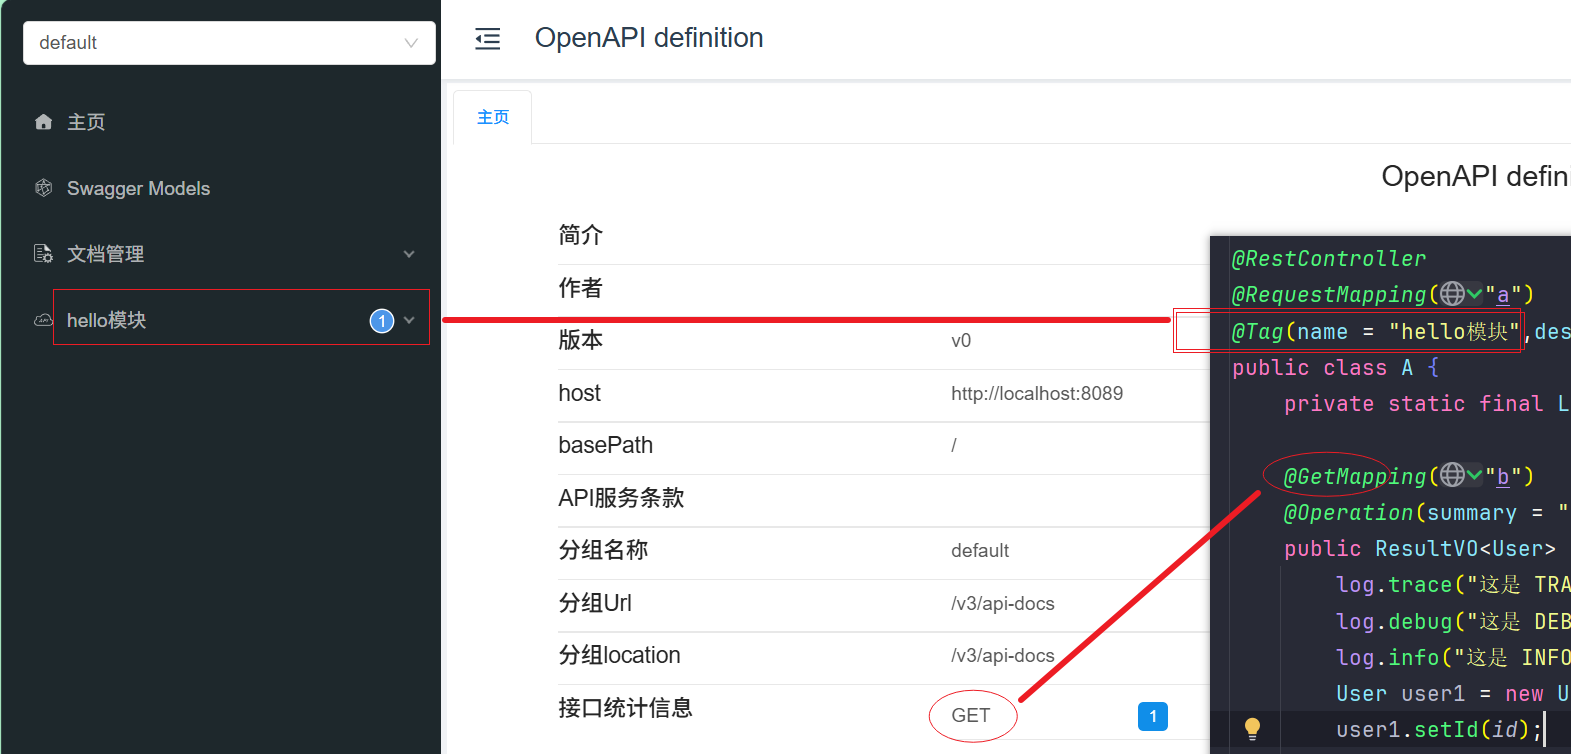 default
主页
Swagger Models
文档管理
hello模块
1
OpenAPI definition
主页
OpenAPI defin
简介
作者
版本 v0
host http://localhost:8089
basePath /
API服务条款
分组名称 default
分组Url /v3/api-docs
分组location /v3/api-docs
接口统计信息 GET 1
@RestController
@RequestMapping("a")
@Tag(name = "hello模块",des
public class A {
private static final L
@GetMapping("b")
@Operation(summary = "
public ResultVO<User>
log.trace("这是 TRA
log.debug("这是 DEB
log.info("这是 INFO
User user1 = new U
user1.setId(id);